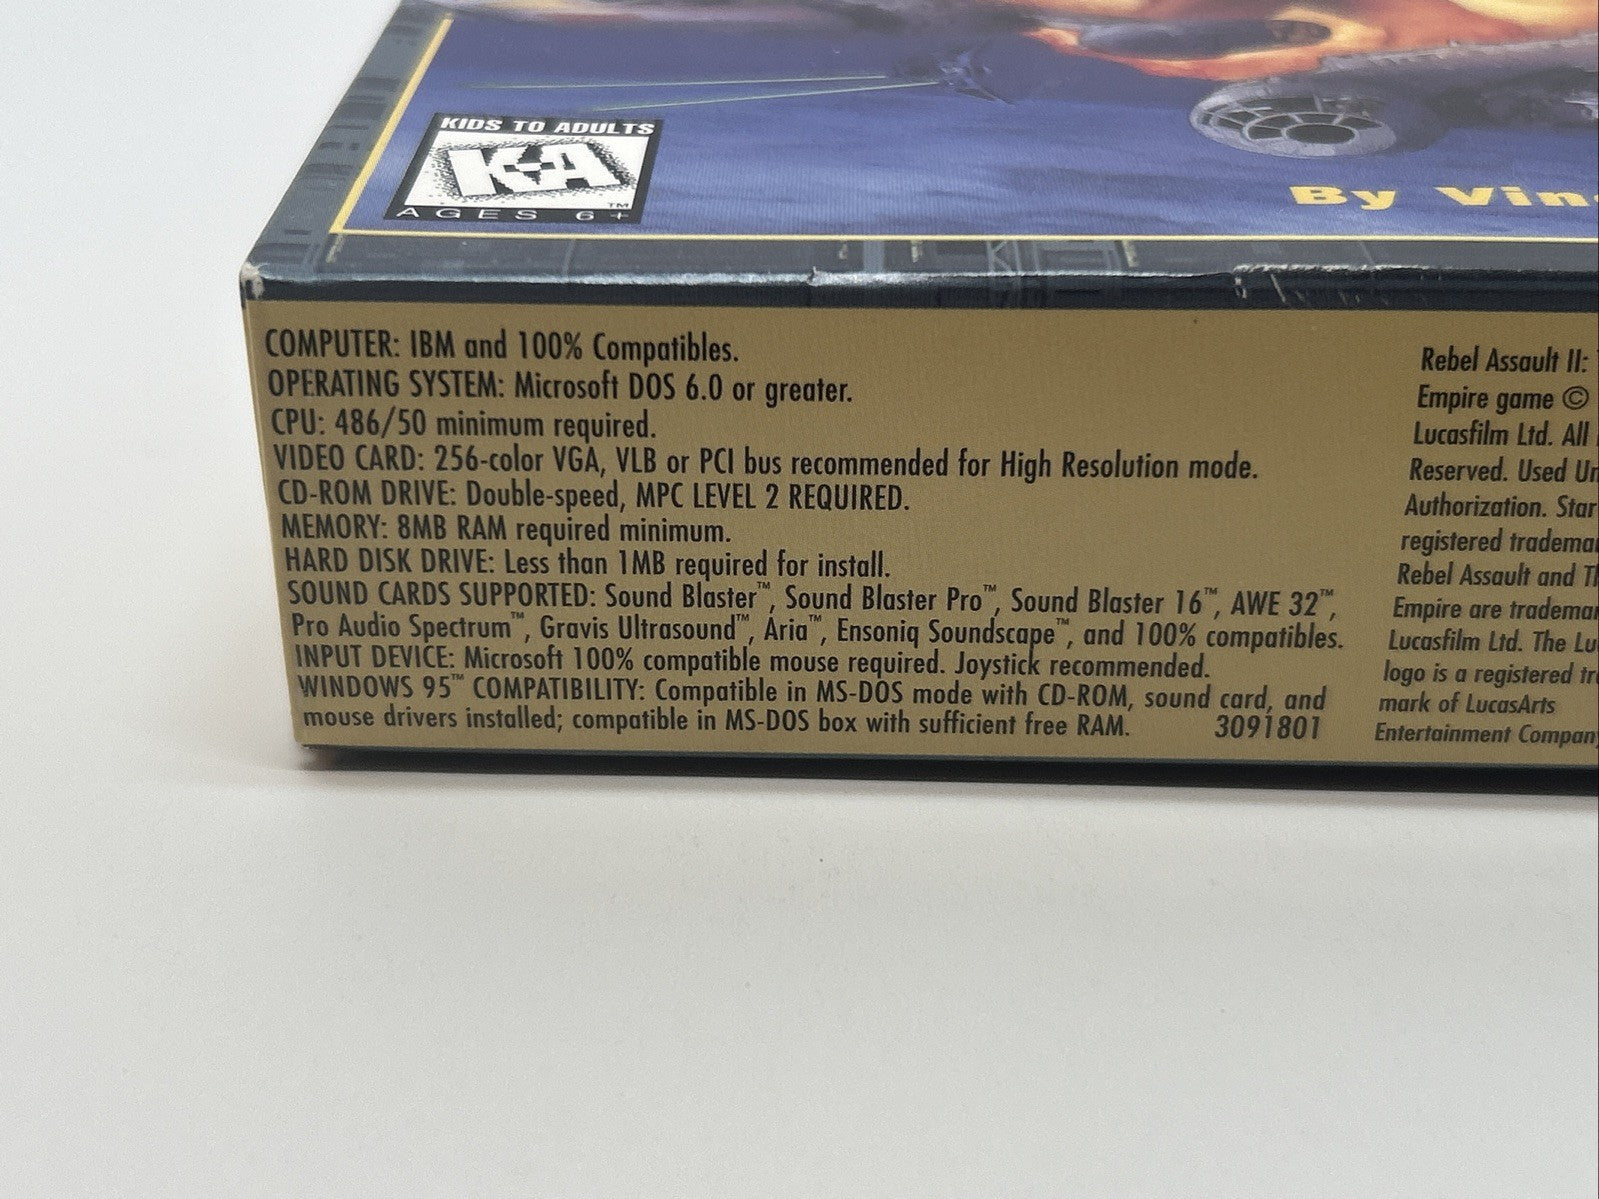 KIDS TO ADULTS
K-A
TM
AGES 6+
By
COMPUTER: IBM and 100% Compatibles.
OPERATING SYSTEM: Microsoft DOS 6.0 or greater.
CPU: 486/50 minimum required.
VIDEO CARD: 256-color VGA, VLB or PCI bus recommended for High Resolution mode.
CD-ROM DRIVE: Double-speed, MPC LEVEL 2 REQUIRED.
MEMORY: 8MB RAM required minimum.
HARD DISK DRIVE: Less than 1MB required for install.
SOUND CARDS SUPPORTED: Sound Blaster™, Sound Blaster Pro™, Sound Blaster 16™, AWE 32™,
Pro Audio Spectrum™, Gravis Ultrasound™, Aria™, Ensoniq Soundscape™, and 100% compatibles.
INPUT DEVICE: Microsoft 100% compatible mouse required. Joystick recommended.
WINDOWS 95™ COMPATIBILITY: Compatible in MS-DOS mode with CD-ROM, sound card, and
mouse drivers installed; compatible in MS-DOS box with sufficient free RAM. 3091801
Rebel Assault II:
Empire game ©
Lucasfilm Ltd. All
Reserved. Used
Authorization. Star
registered
Rebel Assault and
Empire are
Lucasfilm Ltd. The
logo is a registered
mark of LucasArts
Entertainment